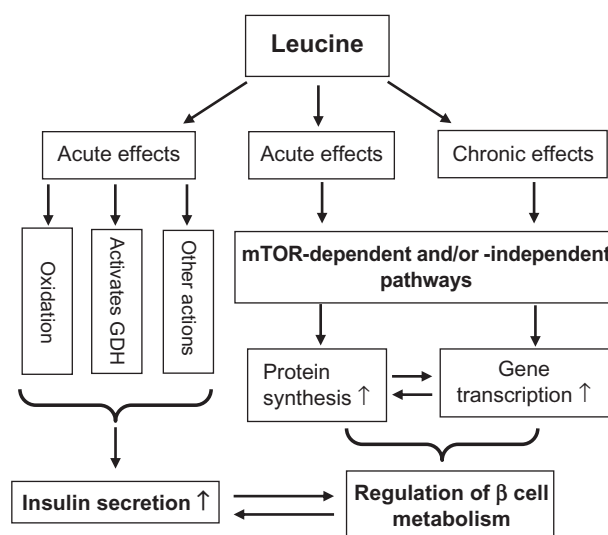 Leucine
Acute effects
Acute effects
Chronic effects
Oxidation
Activates GDH
Other actions
mTOR-dependent and/or -independent
pathways
Protein
synthesis ↑
Gene
transcription ↑
Insulin secretion ↑
Regulation of β cell
metabolism